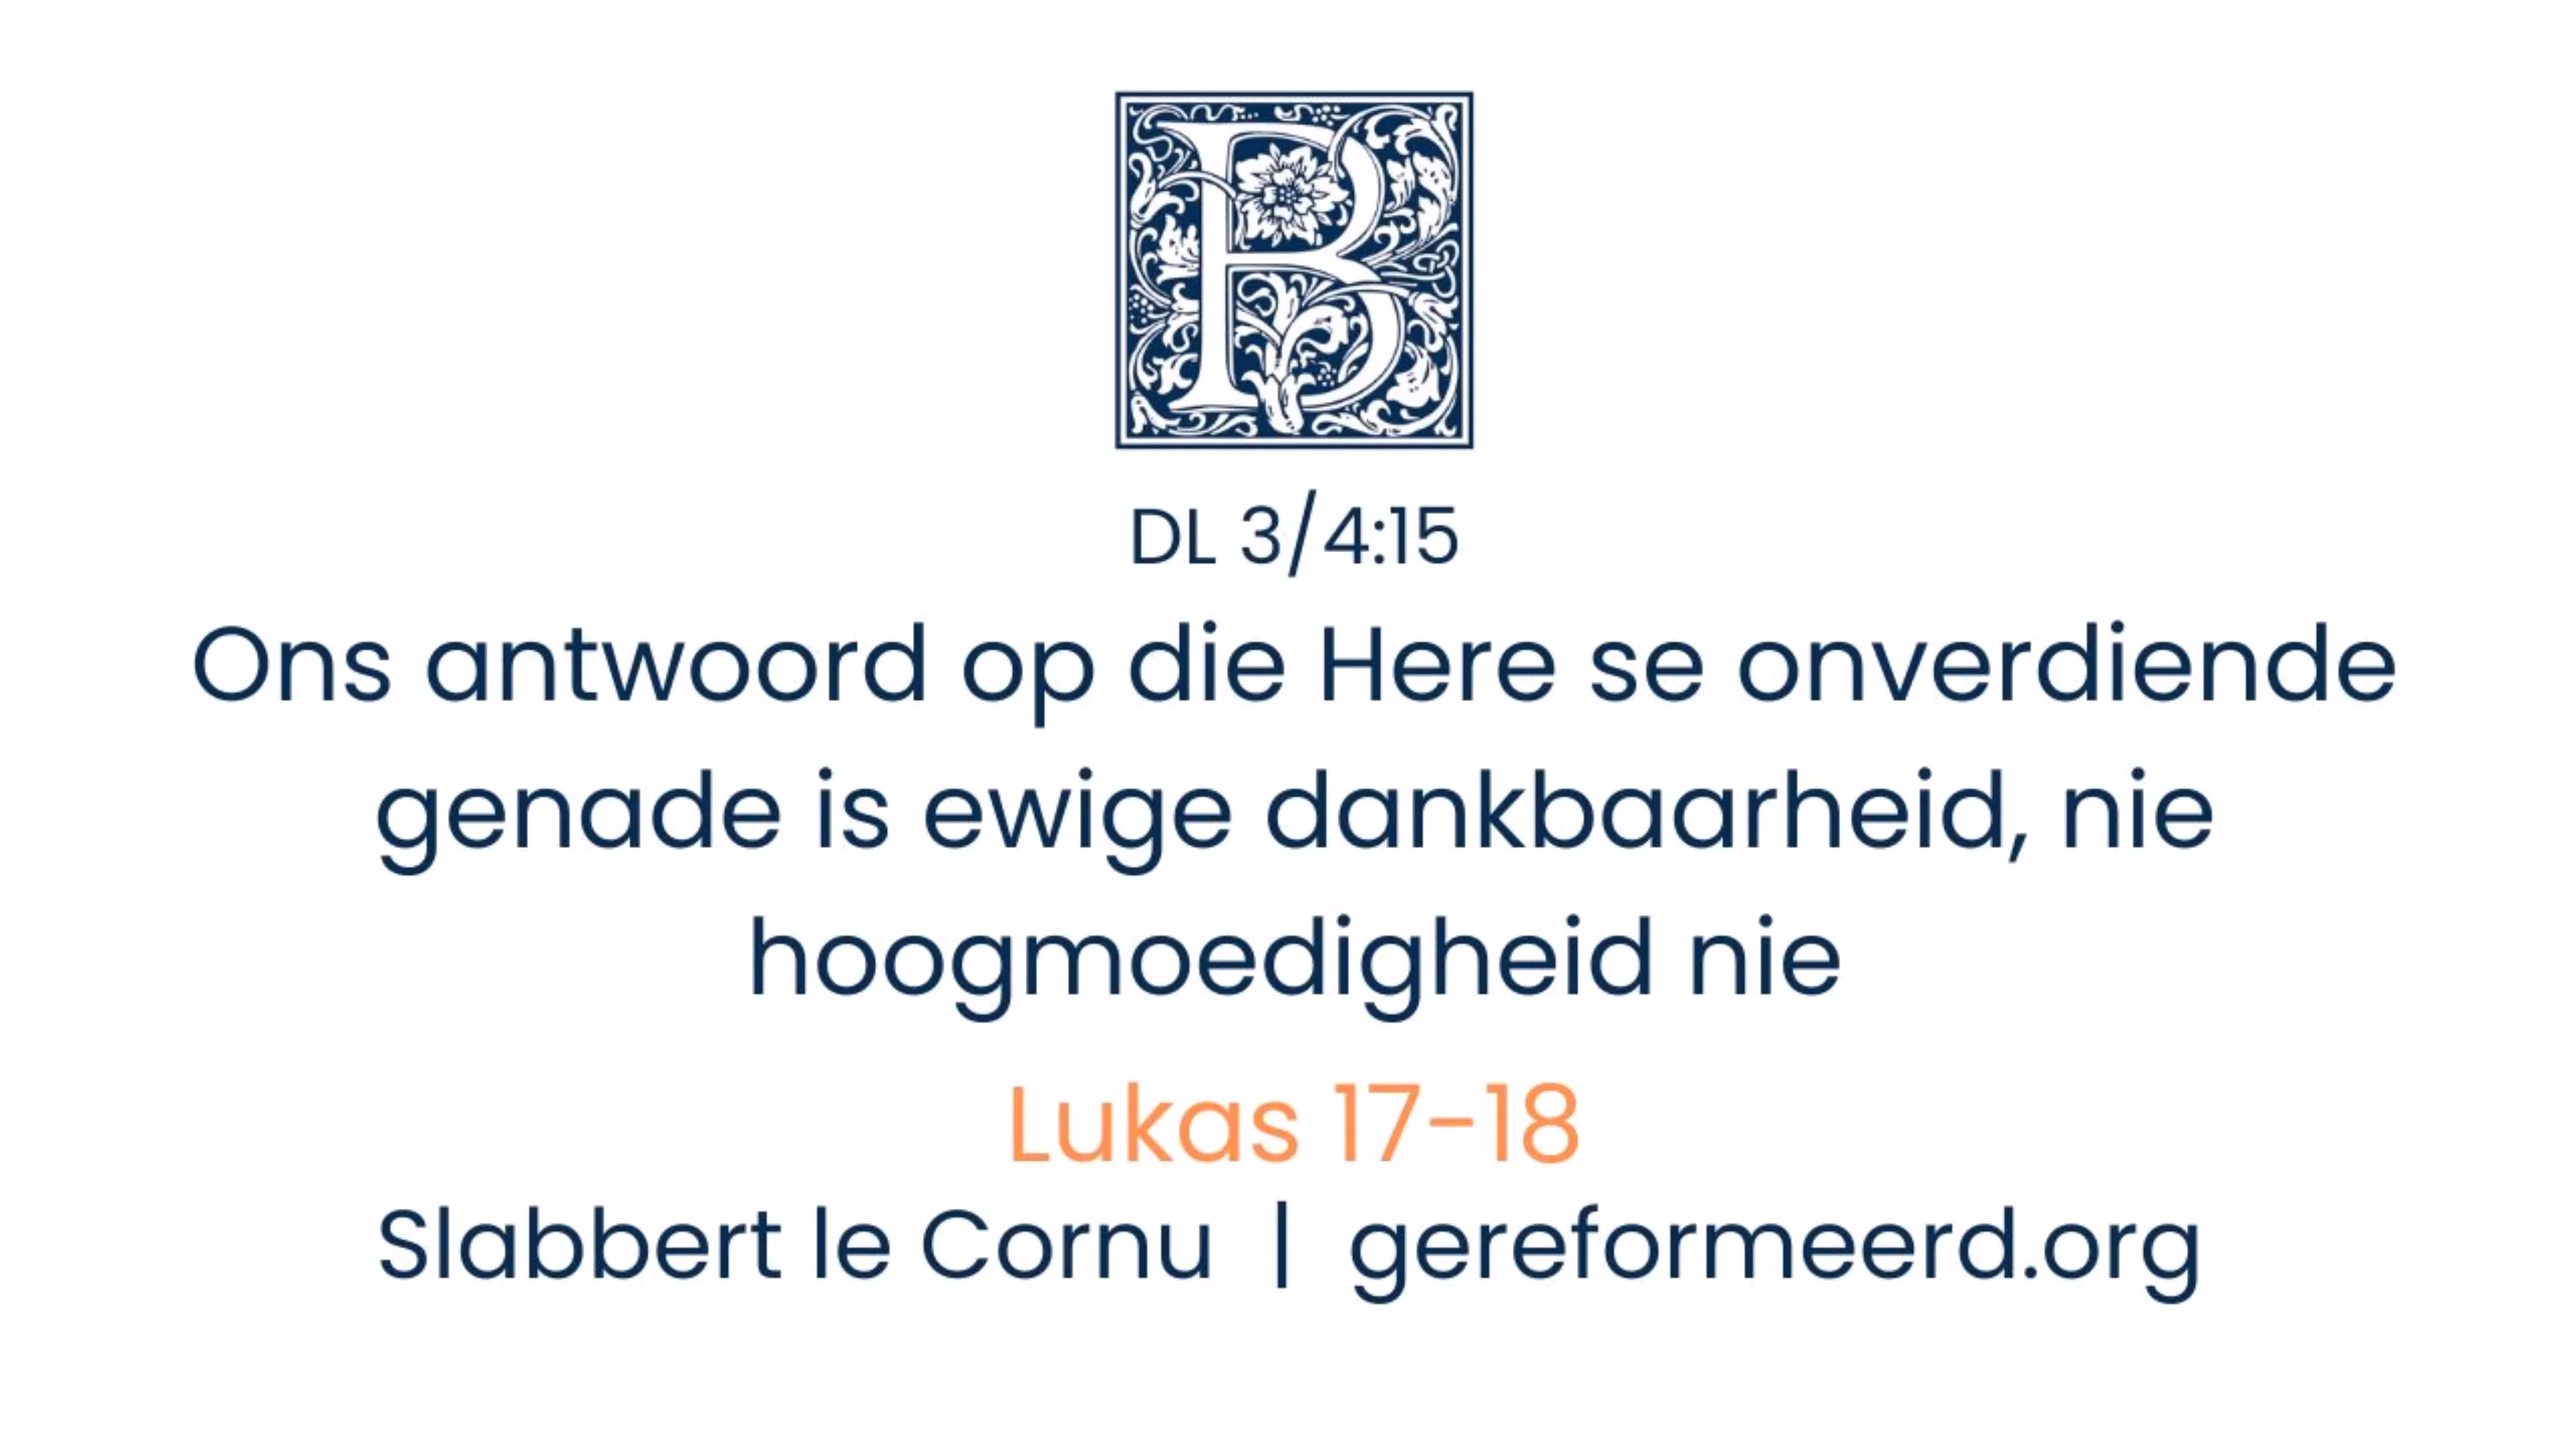 B
DL 3/4:15
Ons antwoord op die Here se onverdiende
genade is ewige dankbaarheid, nie
hoogmoedigheid nie
Lukas 17-18
Slabbert le Cornu | gereformeerd.org